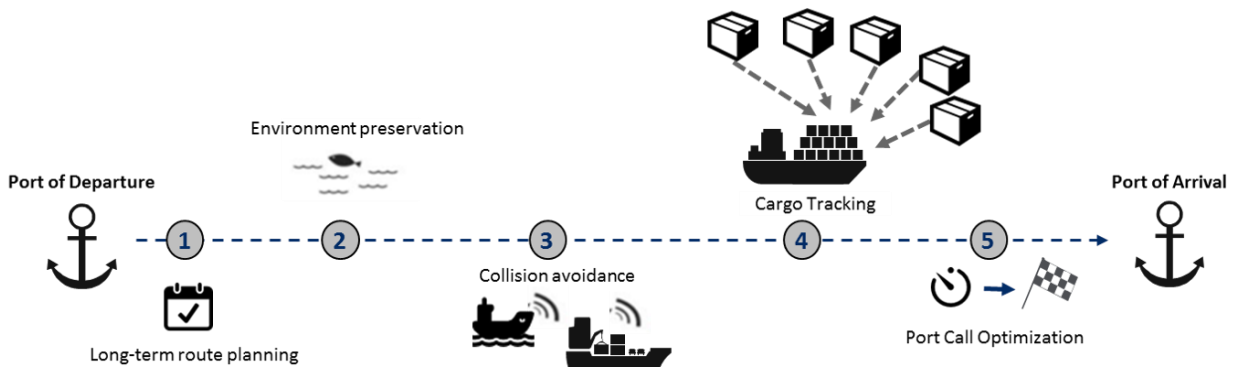 Environment preservation
Port of Departure
Port of Arrival
Cargo Tracking
1
2
3
4
5
Collision avoidance
Long-term route planning
Port Call Optimization